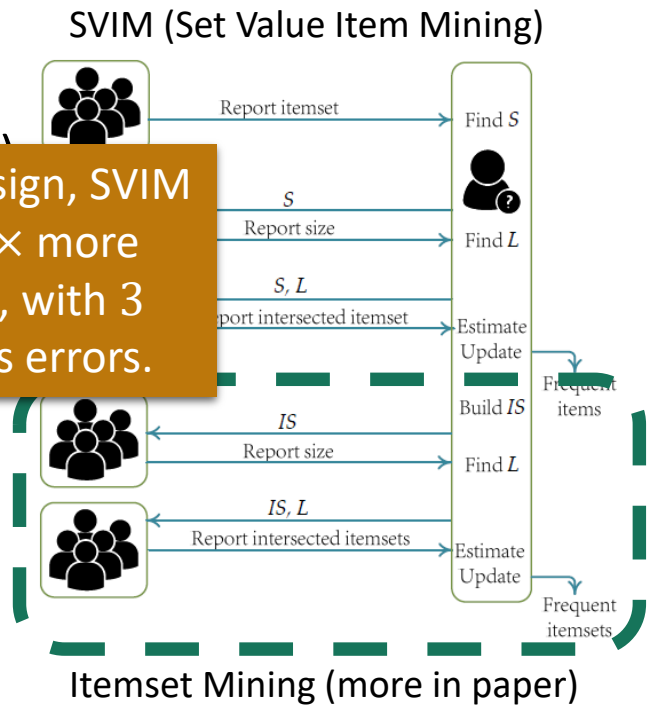 SVIM (Set Value Item Mining)
Report itemset
Find S
)
sign, SVIM
× more
, with 3
s errors.
S
Report size
Find L
S, L
port intersected itemset
Estimate
Update
?
Frequent
items
Build IS
IS
Report size
Find L
IS, L
Report intersected itemsets
Estimate
Update
Frequent
itemsets
Itemset Mining (more in paper)